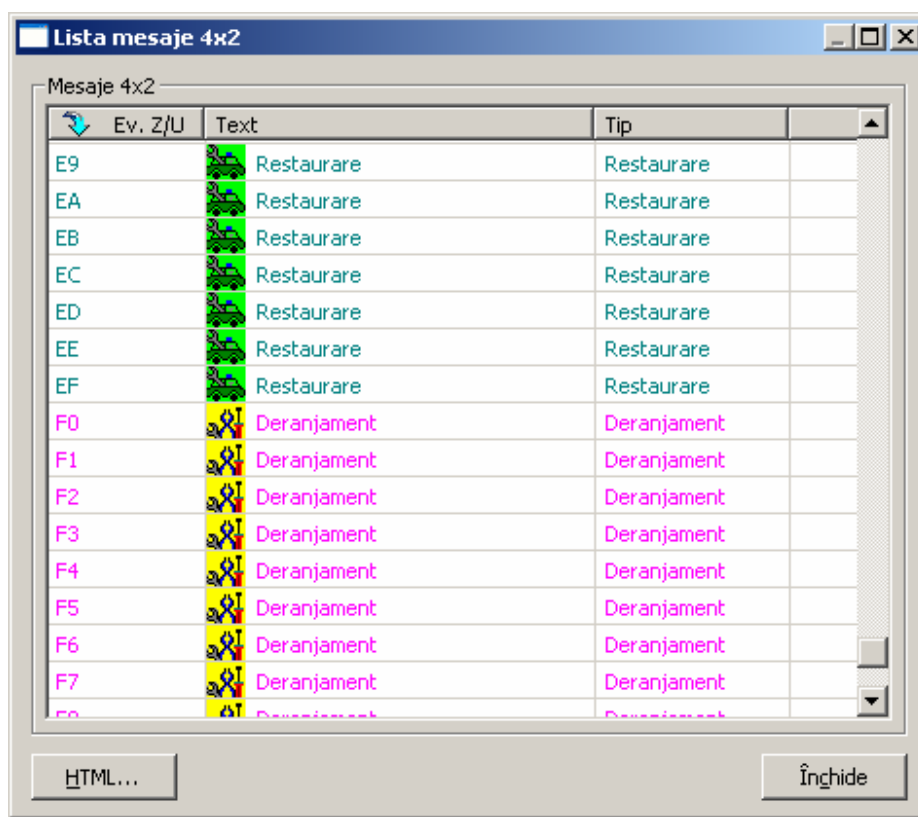 Lista mesaje 4x2
Mesaje 4x2
Ev. Z/U Text Tip
E9 Restaurare Restaurare
EA Restaurare Restaurare
EB Restaurare Restaurare
EC Restaurare Restaurare
ED Restaurare Restaurare
EE Restaurare Restaurare
EF Restaurare Restaurare
F0 Deranjament Deranjament
F1 Deranjament Deranjament
F2 Deranjament Deranjament
F3 Deranjament Deranjament
F4 Deranjament Deranjament
F5 Deranjament Deranjament
F6 Deranjament Deranjament
F7 Deranjament Deranjament
HTML... Închide